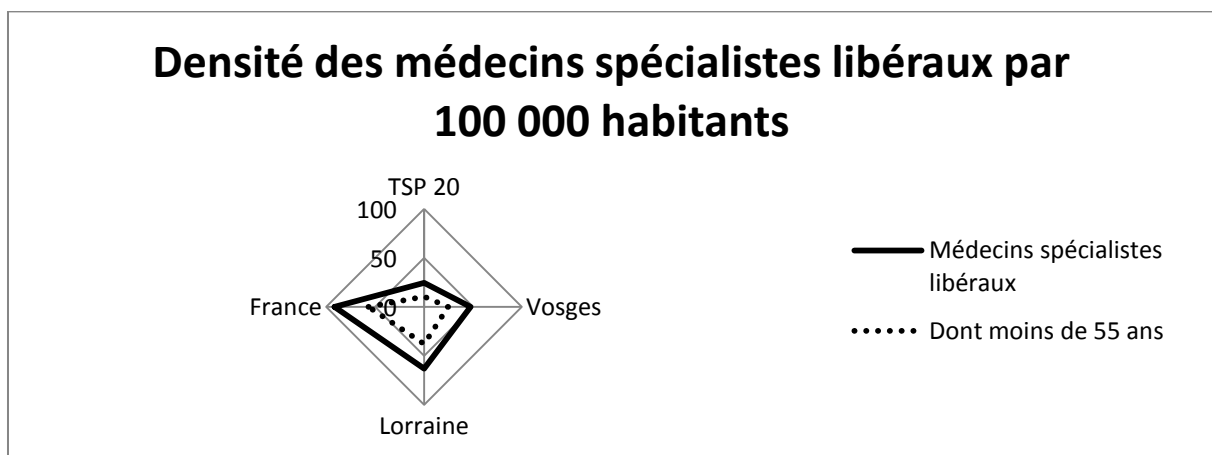 Densité des médecins spécialistes libéraux par
100 000 habitants
TSP 20
100
50
0
France
Vosges
Lorraine
Médecins spécialistes
libéraux
Dont moins de 55 ans